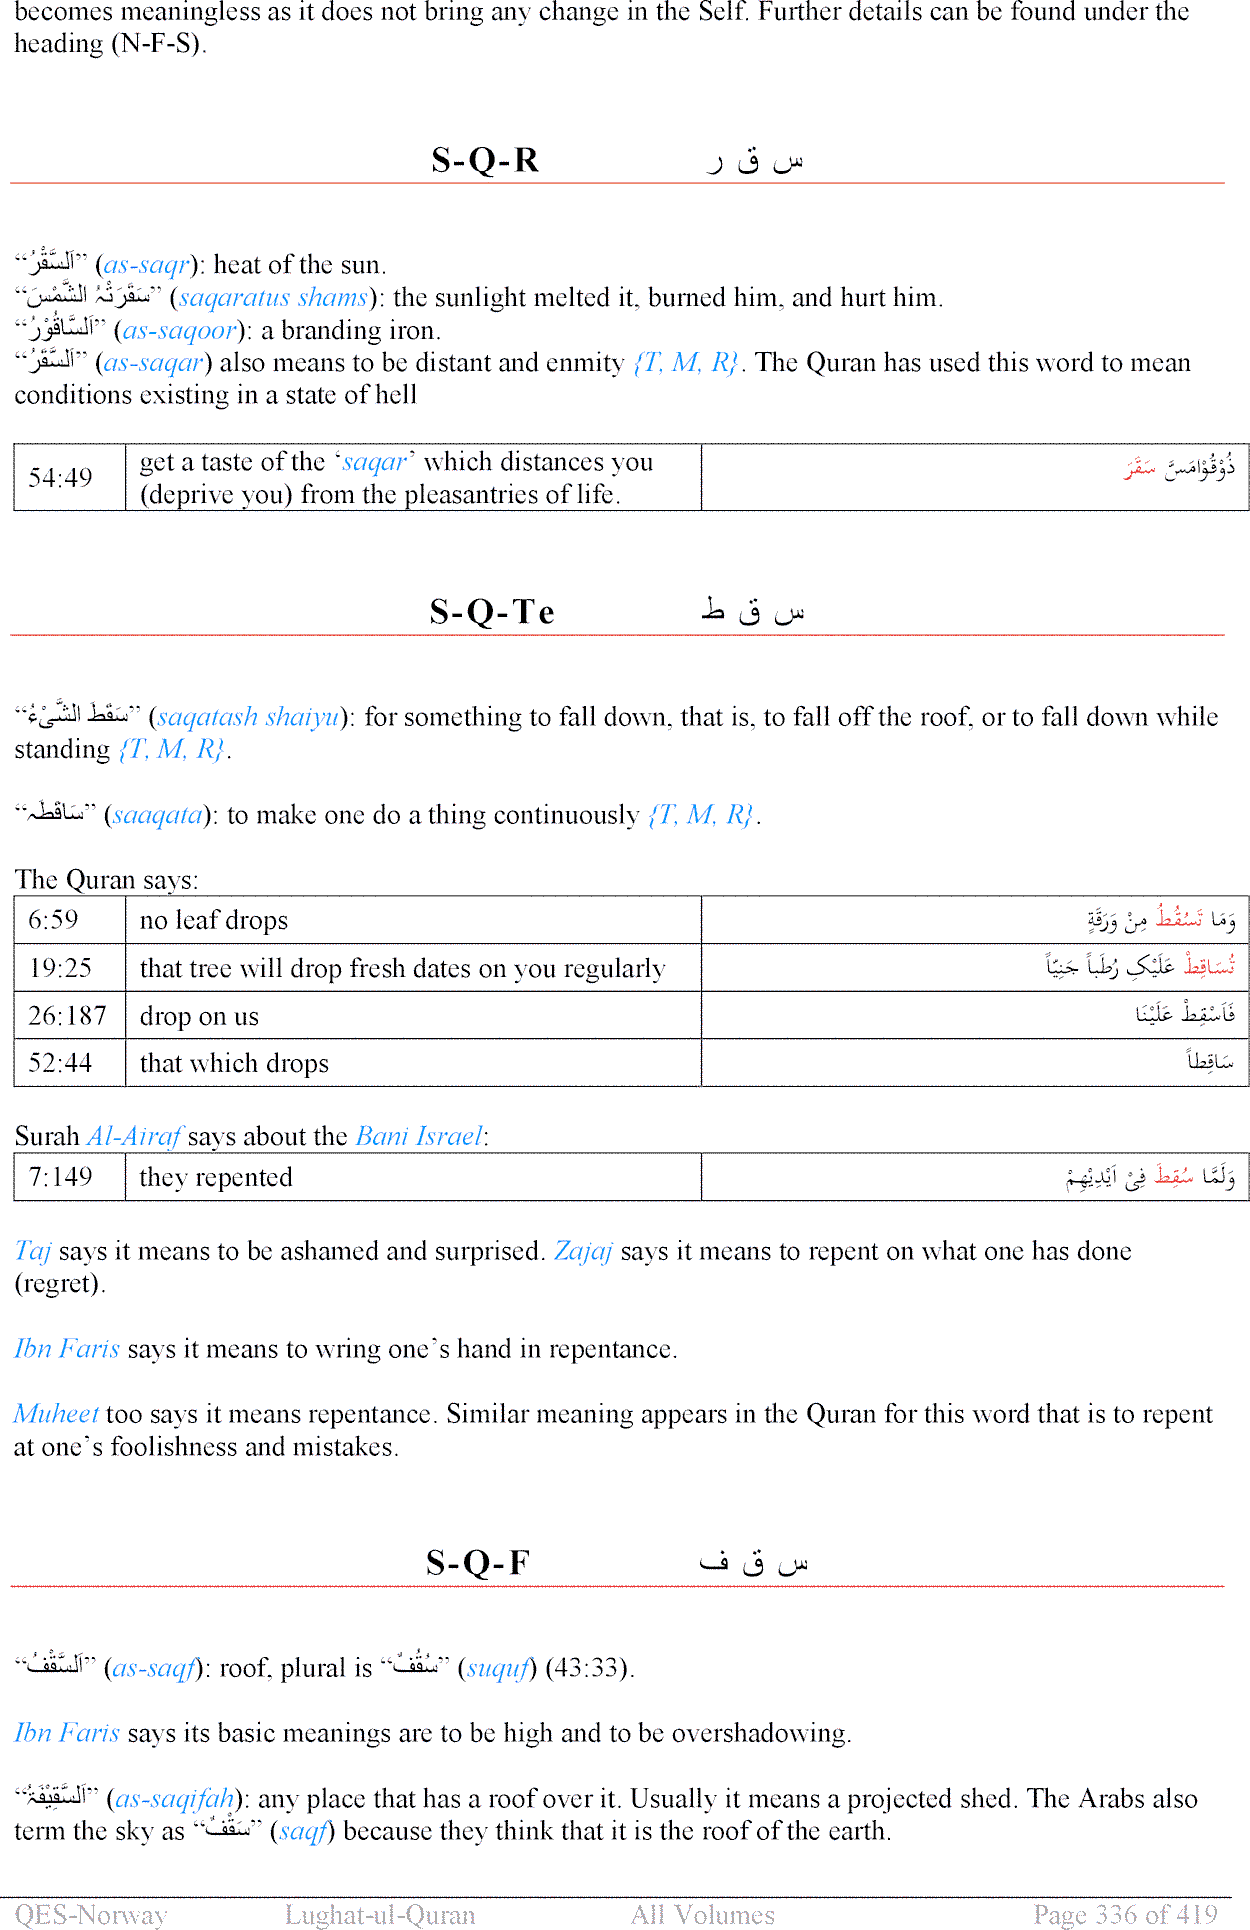 becomes meaningless as it does not bring any change in the Self. Further details can be found under the
heading (N-F-S).
S-Q-R س ق ر
“اَلسَّقْرُ” (as-saqr): heat of the sun.
“سَقَرَتْہُ الشَّمْسَ” (saqaratus shams): the sunlight melted it, burned him, and hurt him.
“اَلسَّاقُوْرُ” (as-saqoor): a branding iron.
“اَلسَّقَرُ” (as-saqar) also means to be distant and enmity {T, M, R}. The Quran has used this word to mean
conditions existing in a state of hell
54:49 get a taste of the ‘saqar’ which distances you
(deprive you) from the pleasantries of life. ذُوْقُوْامَسَّ سَقَرَ
S-Q-Te س ق ط
“سَقَطَ الشَّیْءُ” (saqatash shaiyu): for something to fall down, that is, to fall off the roof, or to fall down while
standing {T, M, R}.
“سَاقَطَہ” (saaqata): to make one do a thing continuously {T, M, R}.
The Quran says:
6:59 no leaf drops وَمَا تَسْقُطُ مِنْ وَرَقَةٍ
19:25 that tree will drop fresh dates on you regularly تُسَاقِطْ عَلَیْکِ رُطَباً جَنِیّاً
26:187 drop on us فَاَسْقِطْ عَلَیْنَا
52:44 that which drops سَاقِطاً
Surah Al-Airaf says about the Bani Israel:
7:149 they repented وَلَمَّا سُقِطَ فِیْ اَیْدِیْھِمْ
Taj says it means to be ashamed and surprised. Zajaj says it means to repent on what one has done
(regret).
Ibn Faris says it means to wring one’s hand in repentance.
Muheet too says it means repentance. Similar meaning appears in the Quran for this word that is to repent
at one’s foolishness and mistakes.
S-Q-F س ق ف
“اَلسَّقْفُ” (as-saqf): roof, plural is “سُقُفٌ” (suquf) (43:33).
Ibn Faris says its basic meanings are to be high and to be overshadowing.
“اَلسَّقِیْفَۃُ” (as-saqifah): any place that has a roof over it. Usually it means a projected shed. The Arabs also
term the sky as “سَقْفٌ” (saqf) because they think that it is the roof of the earth.
QES-Norway Lughat-ul-Quran All Volumes Page 336 of 419